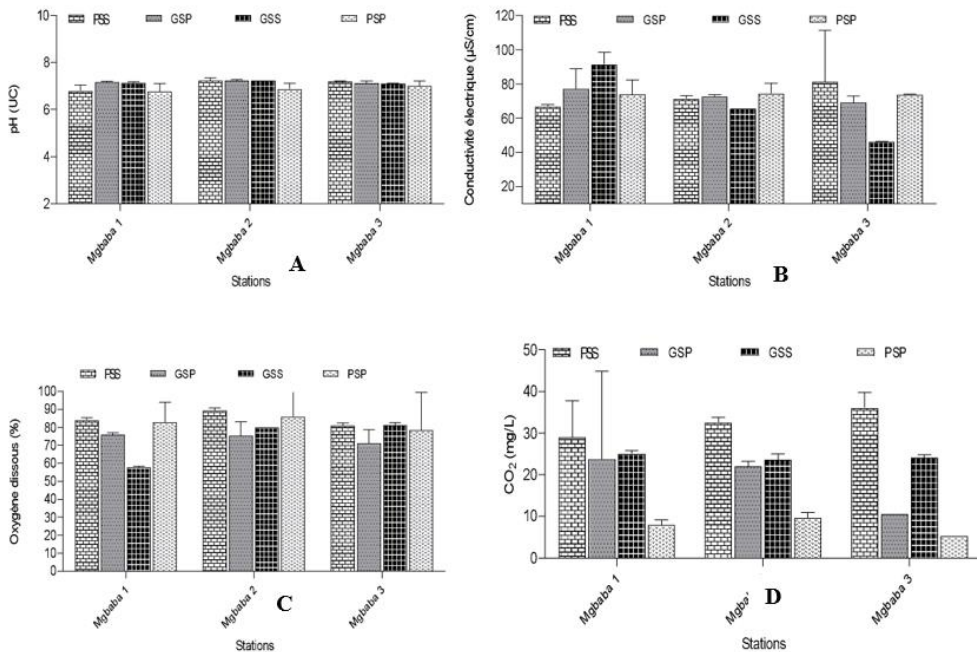 PSS GSP GSS PSP
10
8
6
4
2
pH (UC)
Mgbaba 1 Mgbaba 2 Mgbaba 3
Stations
A
PSS GSP GSS PSP
120
100
80
60
40
20
Conductivité électrique (µS/cm)
Mgbaba 1 Mgbaba 2 Mgbaba 3
Stations
B
PSS GSP GSS PSP
100
90
80
70
60
50
40
30
20
10
0
Oxygène dissous (%)
Mgbaba 1 Mgbaba 2 Mgbaba 3
Stations
C
PSS GSP GSS PSP
50
40
30
20
10
0
CO₂ (mg/L)
Mgbaba 1 Mgba' Mgbaba 3
Stations
D